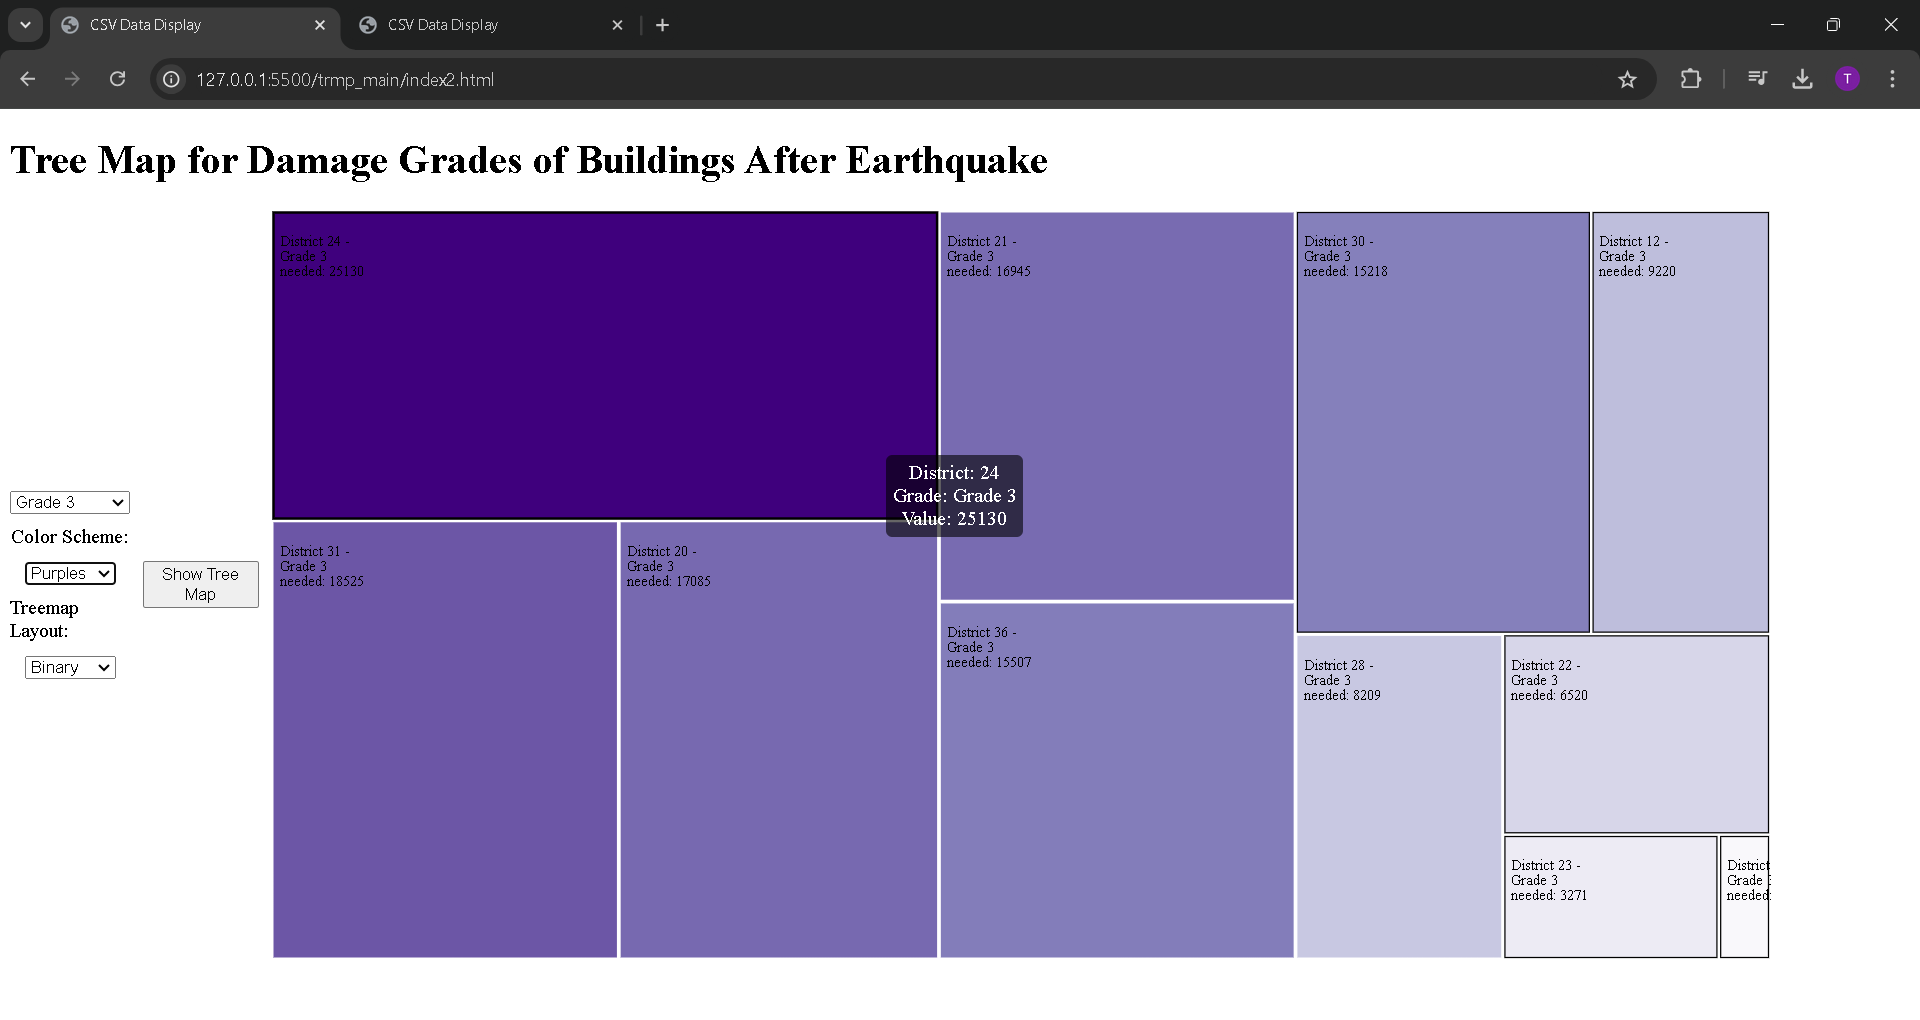 CSV Data Display
CSV Data Display
127.0.0.1:5500/trmp_main/index2.html
T
Tree Map for Damage Grades of Buildings After Earthquake
Grade 3
Color Scheme:
Purples
Treemap
Layout:
Binary
Show Tree
Map
District 24 -
Grade 3
needed: 25130
District 21 -
Grade 3
needed: 16945
District 30 -
Grade 3
needed: 15218
District 12 -
Grade 3
needed: 9220
District: 24
Grade: Grade 3
Value: 25130
District 31 -
Grade 3
needed: 18525
District 20 -
Grade 3
needed: 17085
District 36 -
Grade 3
needed: 15507
District 28 -
Grade 3
needed: 8209
District 22 -
Grade 3
needed: 6520
District 23 -
Grade 3
needed: 3271
District
Grade
needed: